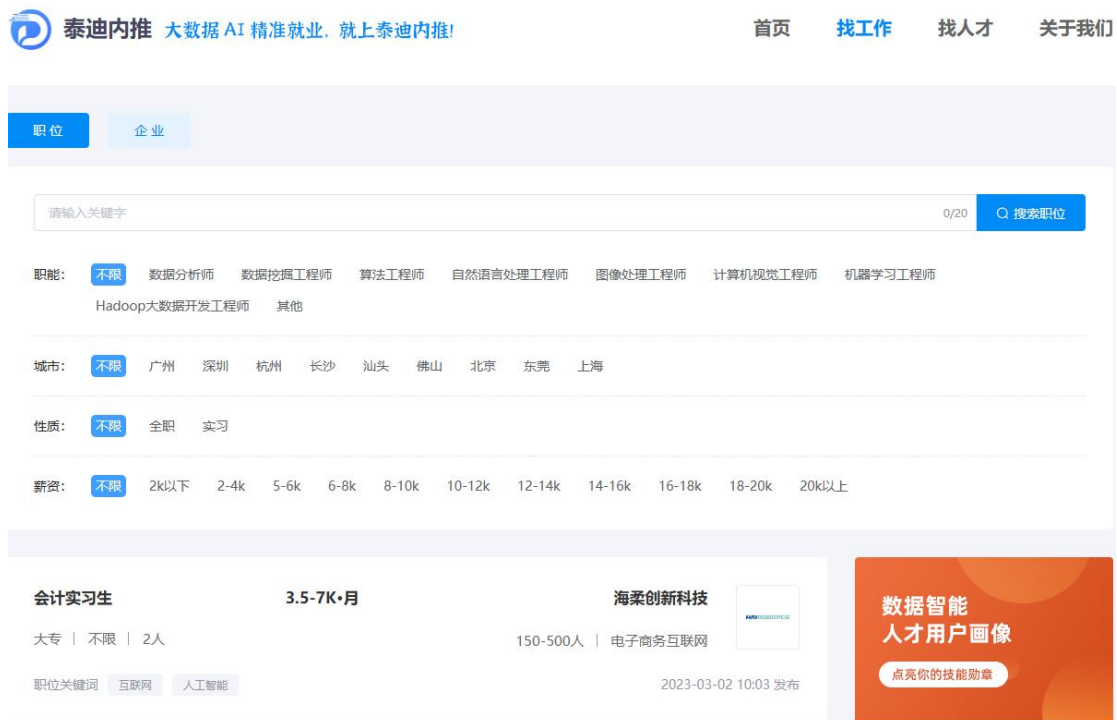 泰迪内推 大数据 AI 精准就业, 就上泰迪内推!
首页 找工作 找人才 关于我们
职位 企业
请输入关键字 0/20 搜索职位
职能: 不限 数据分析师 数据挖掘工程师 算法工程师 自然语言处理工程师 图像处理工程师 计算机视觉工程师 机器学习工程师
Hadoop大数据开发工程师 其他
城市: 不限 广州 深圳 杭州 长沙 汕头 佛山 北京 东莞 上海
性质: 不限 全职 实习
薪资: 不限 2k以下 2-4k 5-6k 6-8k 8-10k 10-12k 12-14k 14-16k 16-18k 18-20k 20k以上
会计实习生 3.5-7K•月 海柔创新科技
大专 | 不限 | 2人 150-500人 | 电子商务互联网
职位关键词 互联网 人工智能 2023-03-02 10:03 发布
HAI ROBOTICS
数据智能
人才用户画像
点亮你的技能勋章